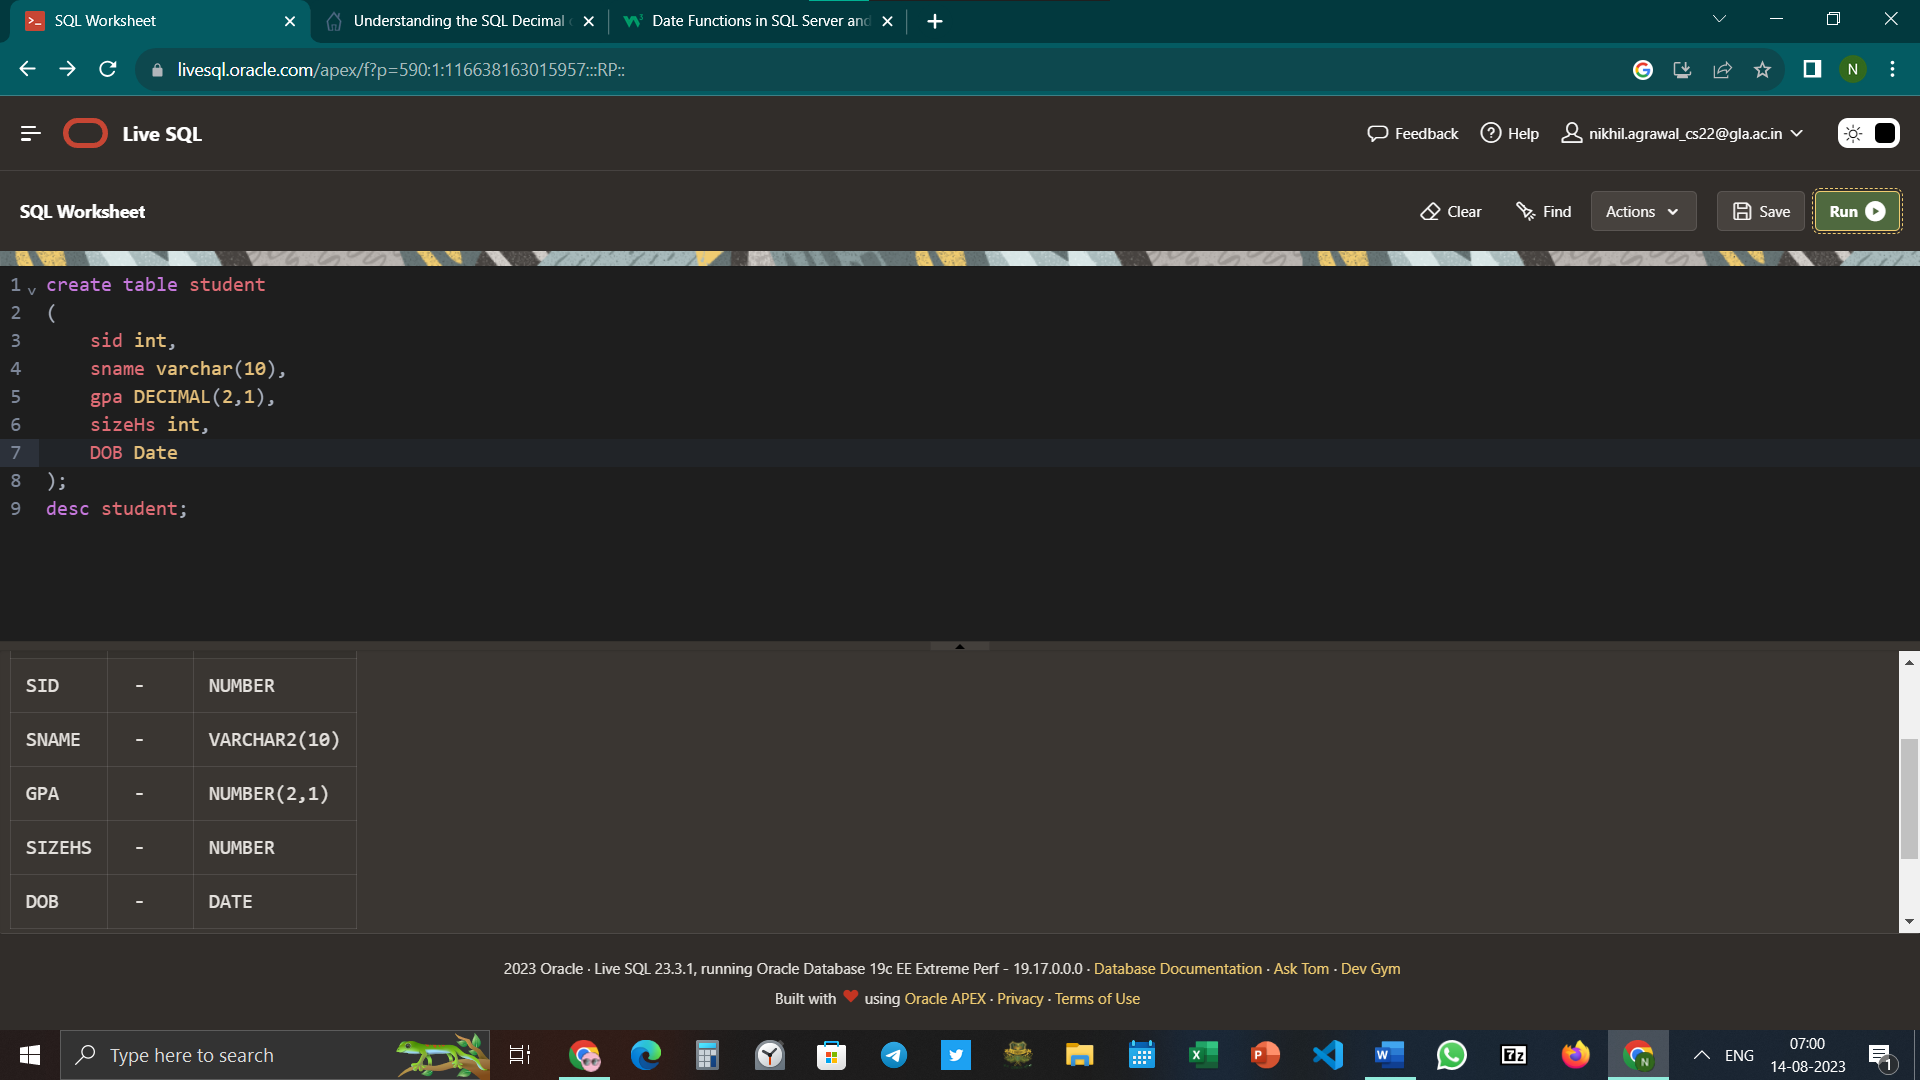 SQL Worksheet
Understanding the SQL Decimal
Date Functions in SQL Server and
livesql.oracle.com/apex/f?p=590:1:116638163015957:::RP::
N
Live SQL
Feedback
Help
nikhil.agrawal_cs22@gla.ac.in
SQL Worksheet
Clear
Find
Actions
Save
Run
1 create table student
2 (
3 sid int,
4 sname varchar(10),
5 gpa DECIMAL(2,1),
6 sizeHs int,
7 DOB Date
8 );
9 desc student;
SID - NUMBER
SNAME - VARCHAR2(10)
GPA - NUMBER(2,1)
SIZEHS - NUMBER
DOB - DATE
2023 Oracle · Live SQL 23.3.1, running Oracle Database 19c EE Extreme Perf - 19.17.0.0.0 · Database Documentation · Ask Tom · Dev Gym
Built with ❤ using Oracle APEX · Privacy · Terms of Use
Type here to search
ENG
07:00
14-08-2023
1